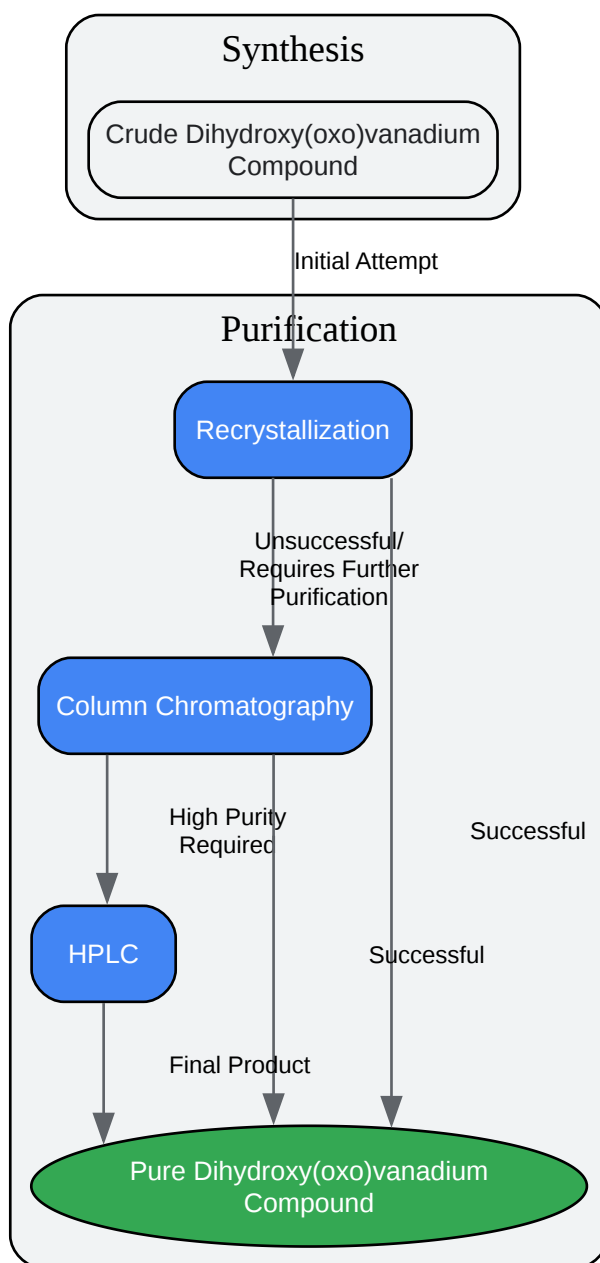 Synthesis
Crude Dihydroxy(oxo)vanadium
Compound
Initial Attempt
Purification
Recrystallization
Unsuccessful/
Requires Further
Purification
Column Chromatography
High Purity
Required
Successful
HPLC
Successful
Final Product
Pure Dihydroxy(oxo)vanadium
Compound